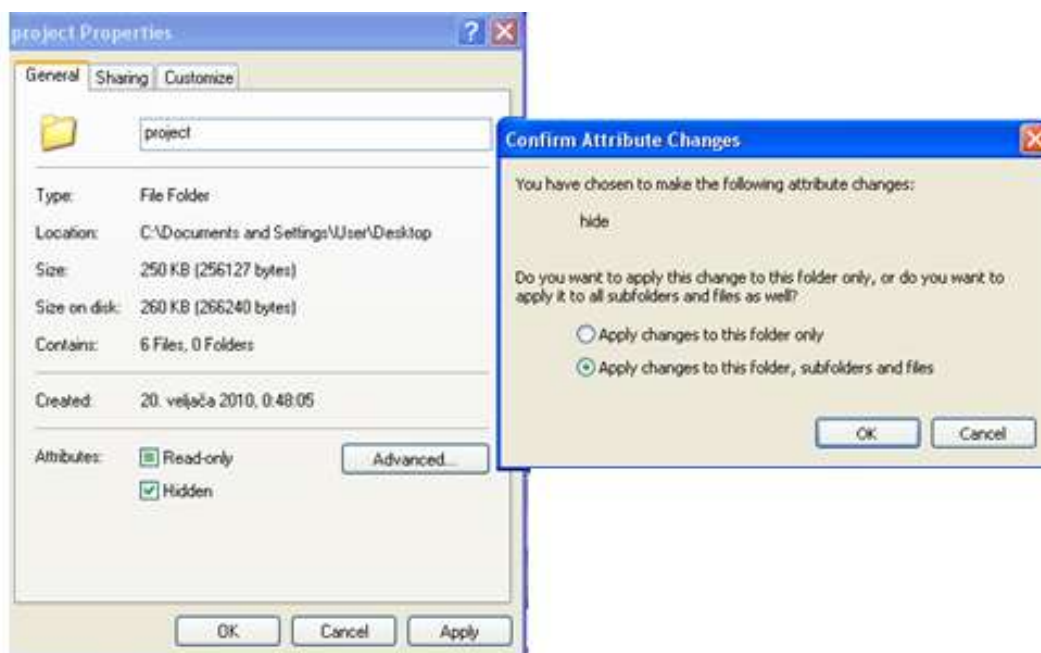 project Properties
General Sharing Customize
project
Type: File Folder
Location: C:\Documents and Settings\User\Desktop
Size: 250 KB (256127 bytes)
Size on disk: 260 KB (266240 bytes)
Contains: 6 Files, 0 Folders
Created: 20. veljača 2010, 0:48:05
Attributes: Read-only Advanced...
Hidden
OK Cancel Apply
Confirm Attribute Changes
You have chosen to make the following attribute changes:
hide
Do you want to apply this change to this folder only, or do you want to
apply it to all subfolders and files as well?
Apply changes to this folder only
Apply changes to this folder, subfolders and files
OK Cancel